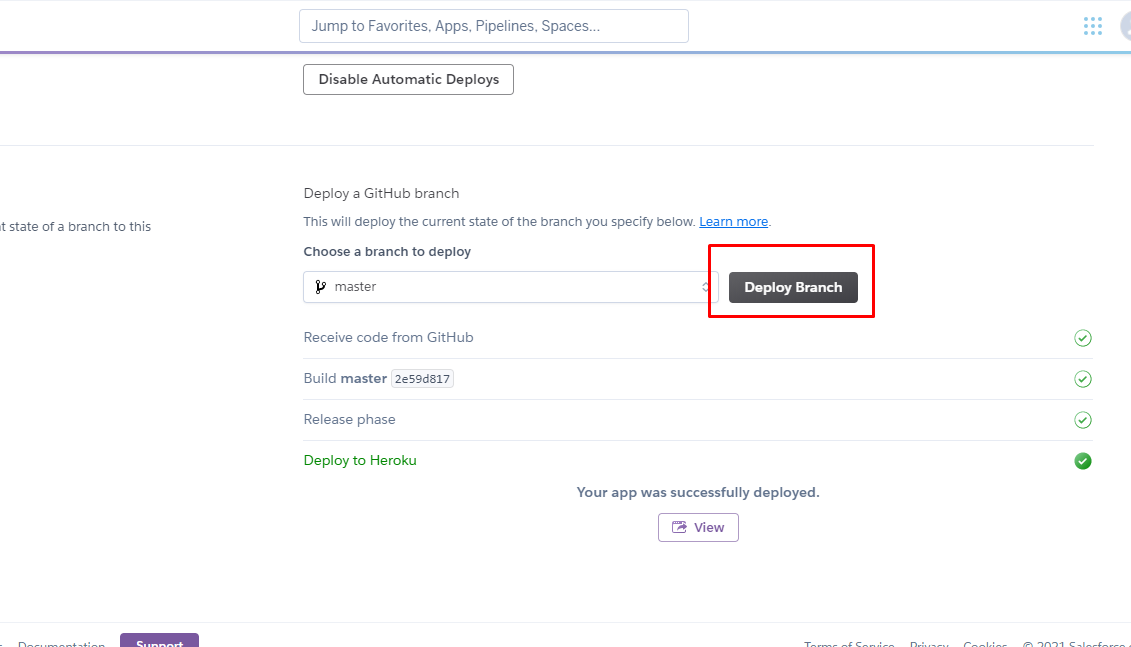 Jump to Favorites, Apps, Pipelines, Spaces...
Disable Automatic Deploys
Deploy a GitHub branch
t state of a branch to this
This will deploy the current state of the branch you specify below. Learn more.
Choose a branch to deploy
master
Deploy Branch
Receive code from GitHub
Build master 2e59d817
Release phase
Deploy to Heroku
Your app was successfully deployed.
View
Documentation Support Terms of Service Privacy Cookies © 2021 Salesforce